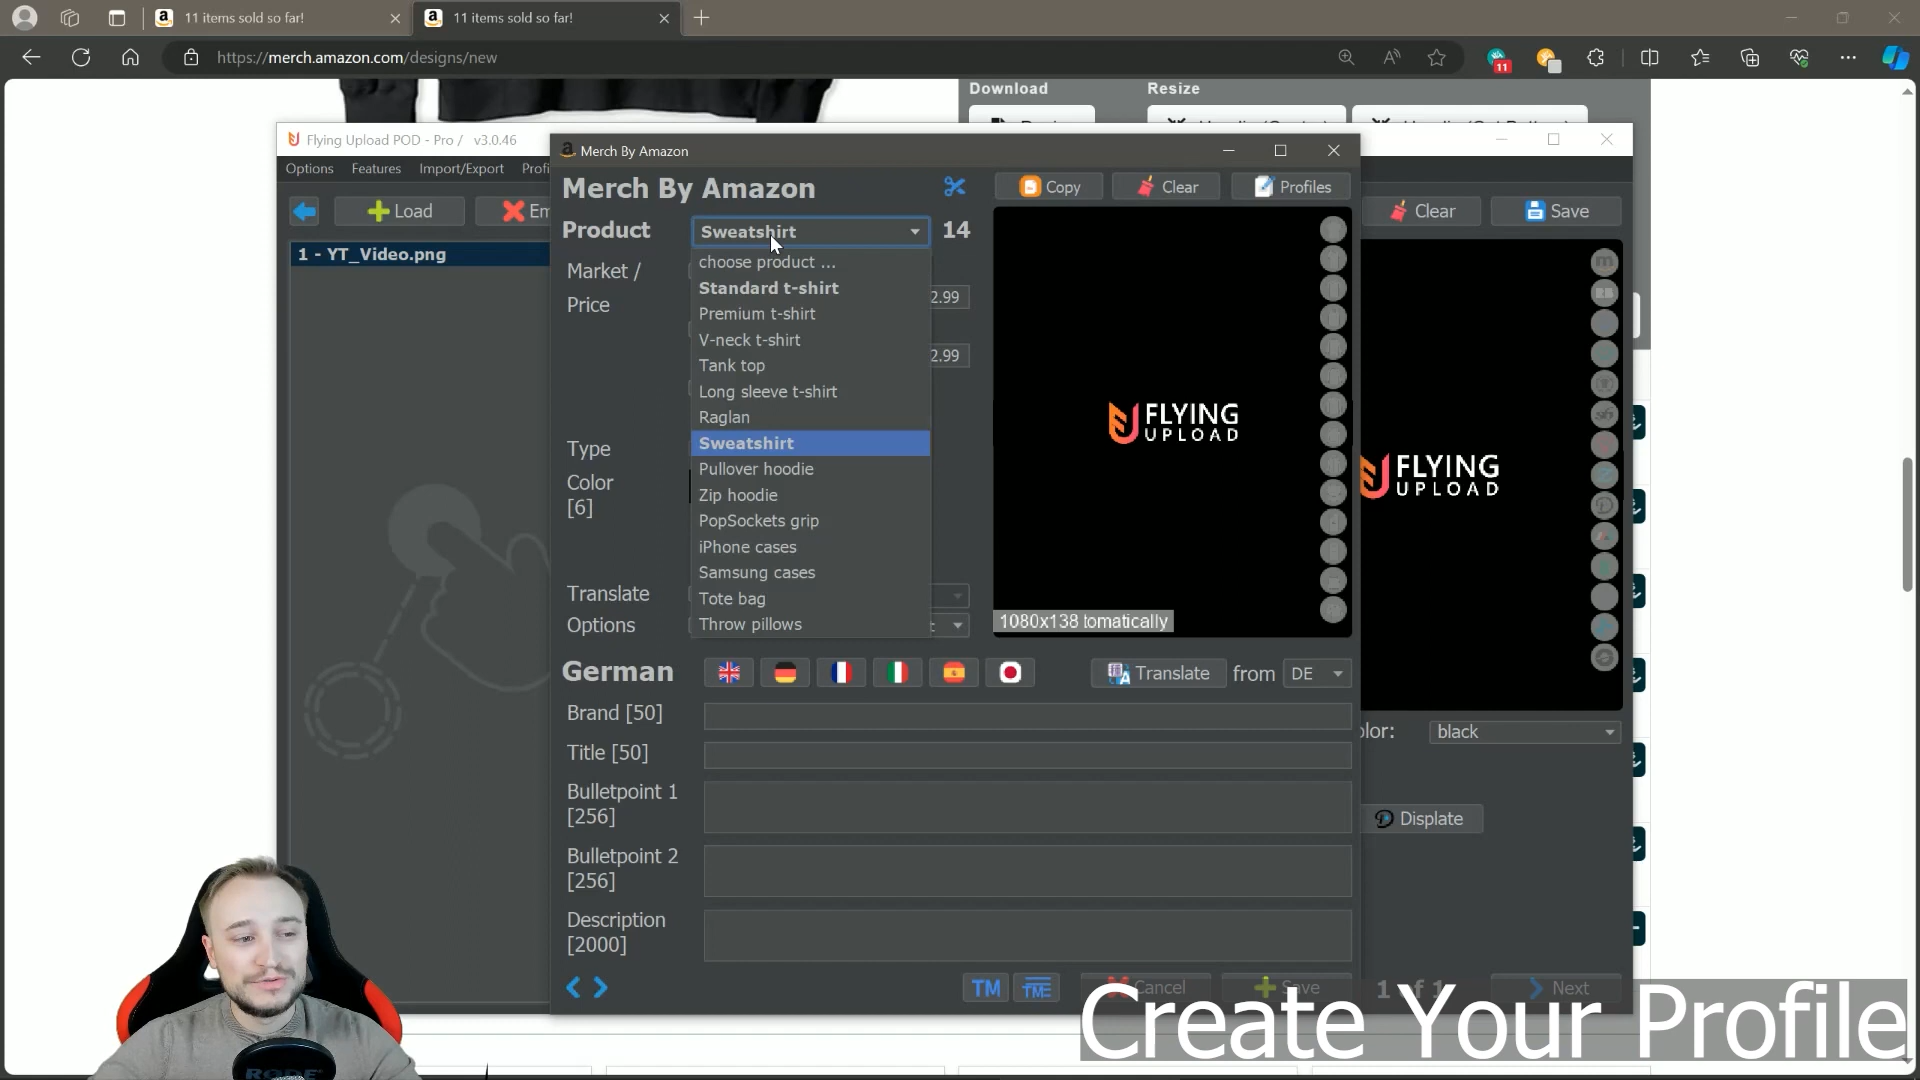 11 items sold so far!
11 items sold so far!
https://merch.amazon.com/designs/new
11
Download
Resize
Flying Upload POD - Pro / v3.0.46
Options
Features
Import/Export
Load
1 - YT_Video.png
Merch By Amazon
Merch By Amazon
Copy
Clear
Profiles
Clear
Save
Product
Sweatshirt
14
Market /
Price
2.99
2.99
choose product ...
Standard t-shirt
Premium t-shirt
V-neck t-shirt
Tank top
Long sleeve t-shirt
Raglan
Sweatshirt
Pullover hoodie
Zip hoodie
PopSockets grip
iPhone cases
Samsung cases
Tote bag
Throw pillows
Type
Color
[6]
Translate
Options
FLYING
UPLOAD
FLYING
UPLOAD
1080x138 tomatically
German
Translate
from
DE
Brand [50]
Title [50]
Bulletpoint 1
[256]
Bulletpoint 2
[256]
Description
[2000]
black
Displate
TM
TM
Cancel
Save
Next
Create Your Profile
RODE